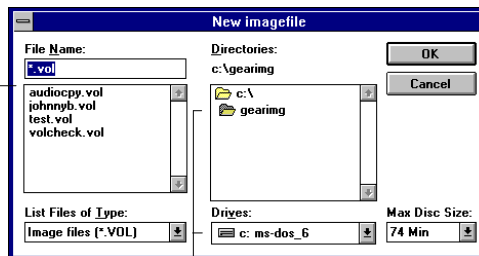 New imagefile
File Name:
*.vol
audiocpy.vol
johnnyb.vol
test.vol
volcheck.vol
List Files of Type:
Image files (*.VOL)
Directories:
c:\gearimg
c:\
gearimg
Drives:
c: ms-dos_6
OK
Cancel
Max Disc Size:
74 Min